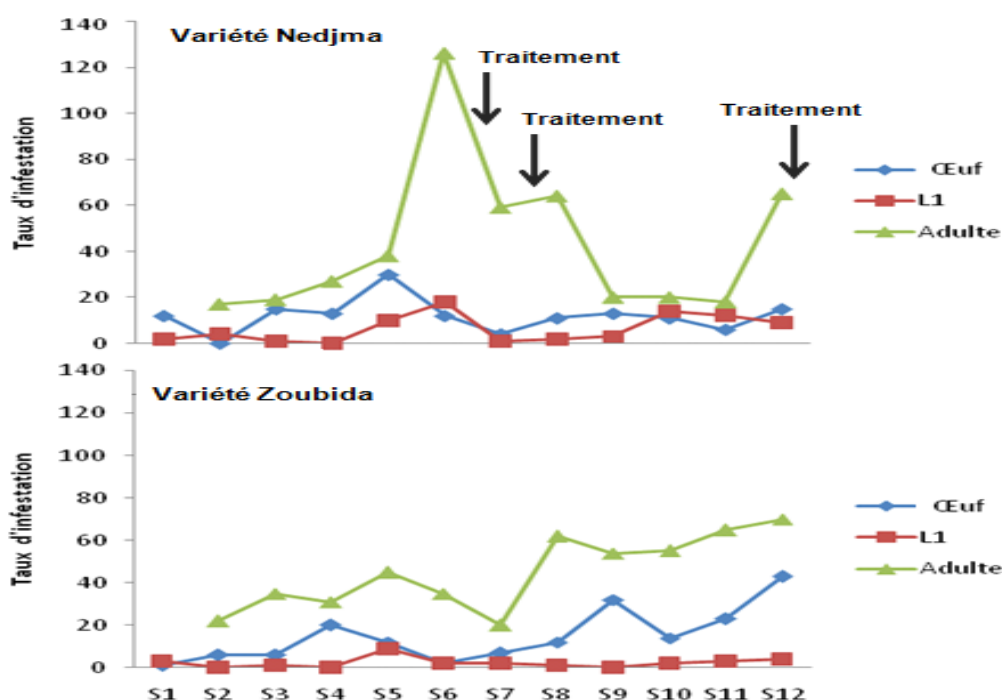 Variété Nedjma
Taux d'infestation
140
120
100
80
60
40
20
0
Traitement
Traitement
Traitement
Œuf
L1
Adulte
Variété Zoubida
Taux d'infestation
140
120
100
80
60
40
20
0
Œuf
L1
Adulte
S1 S2 S3 S4 S5 S6 S7 S8 S9 S10 S11 S12